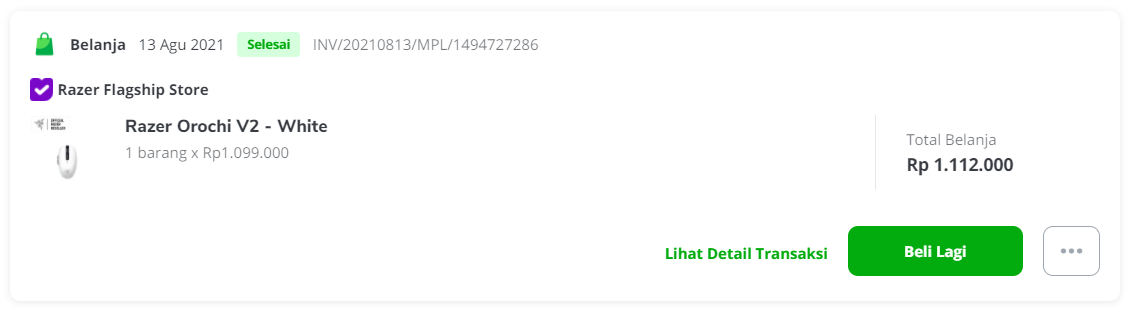 Belanja 13 Agu 2021 Selesai INV/20210813/MPL/1494727286
Razer Flagship Store
Razer Orochi V2 - White
1 barang x Rp1.099.000
Total Belanja
Rp 1.112.000
Lihat Detail Transaksi
Beli Lagi